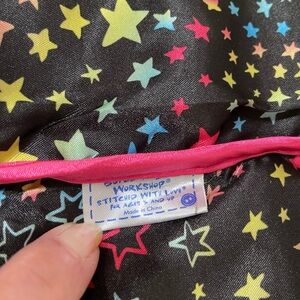 WORKSHOP®
STITCHED WITH LOVE®
FOR AGES 3 AND UP
Made in China